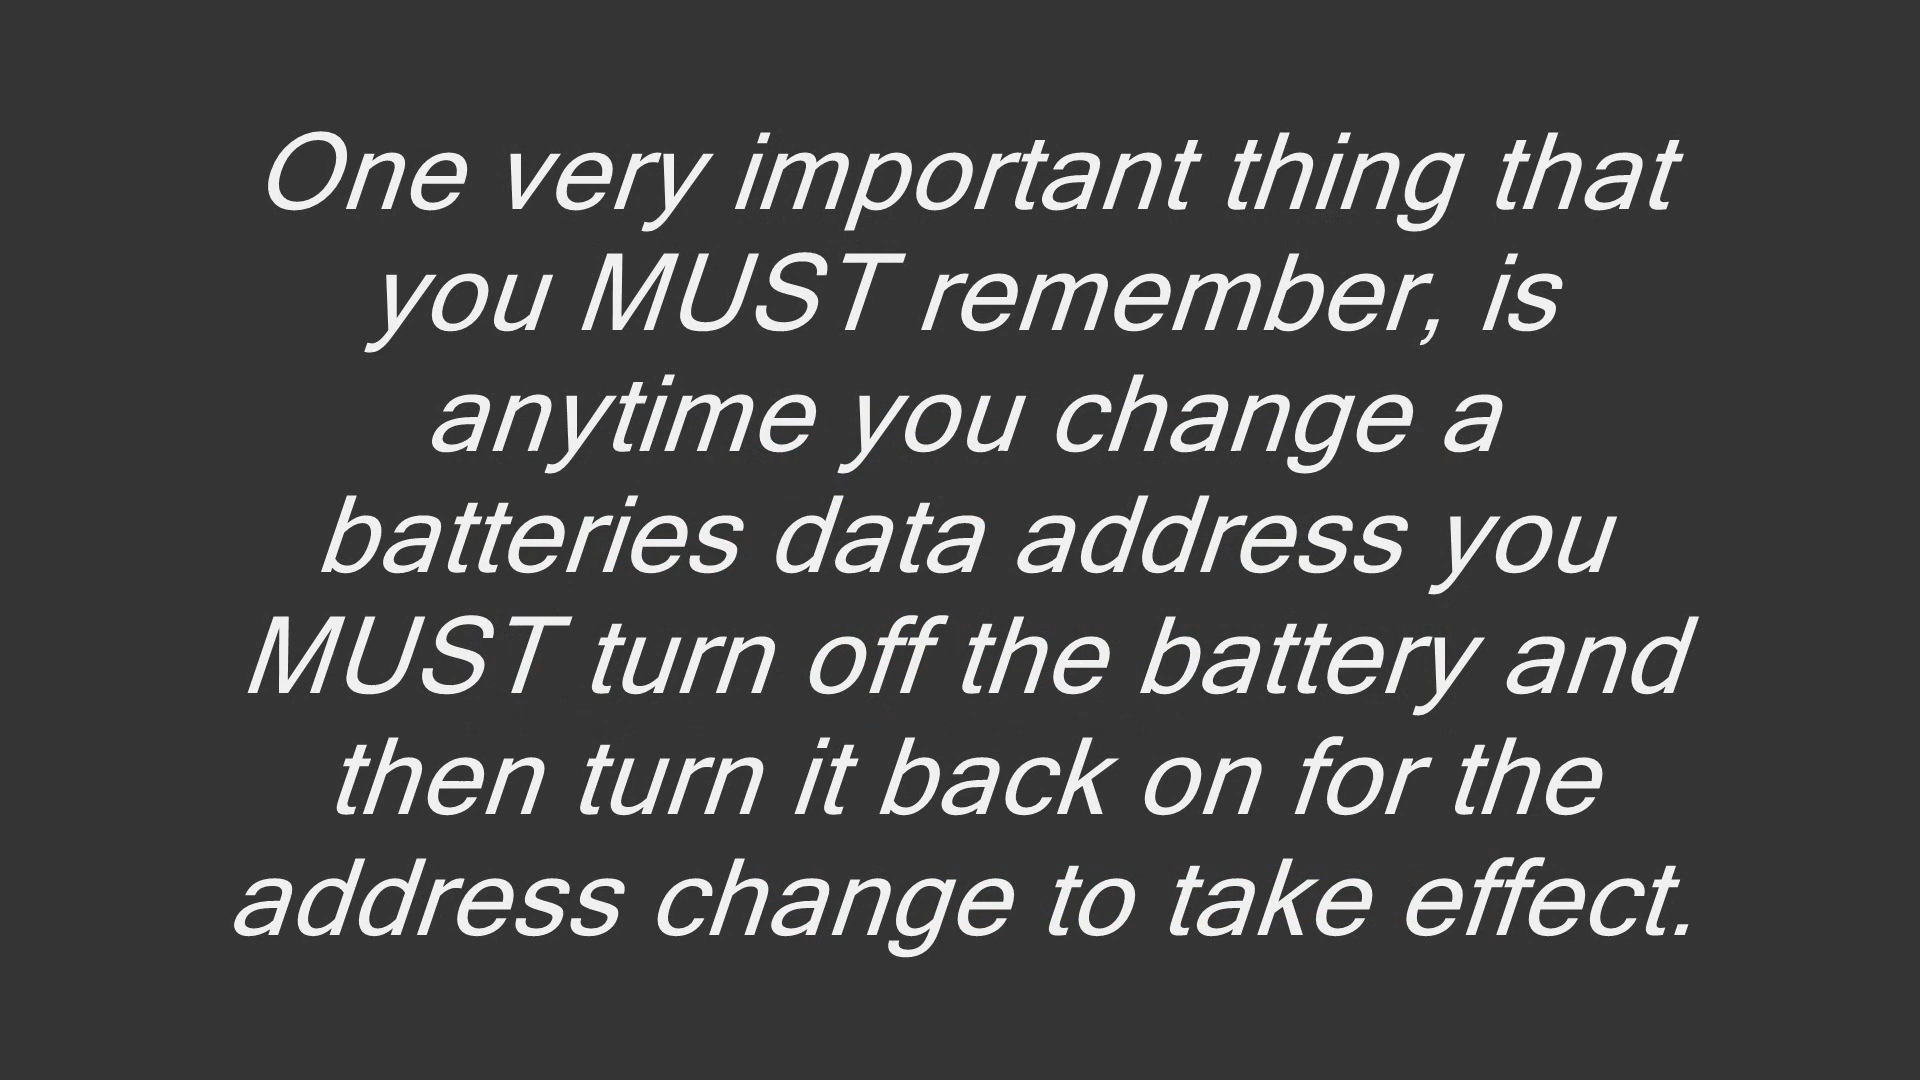 One very important thing that
you MUST remember, is
anytime you change a
batteries data address you
MUST turn off the battery and
then turn it back on for the
address change to take effect.